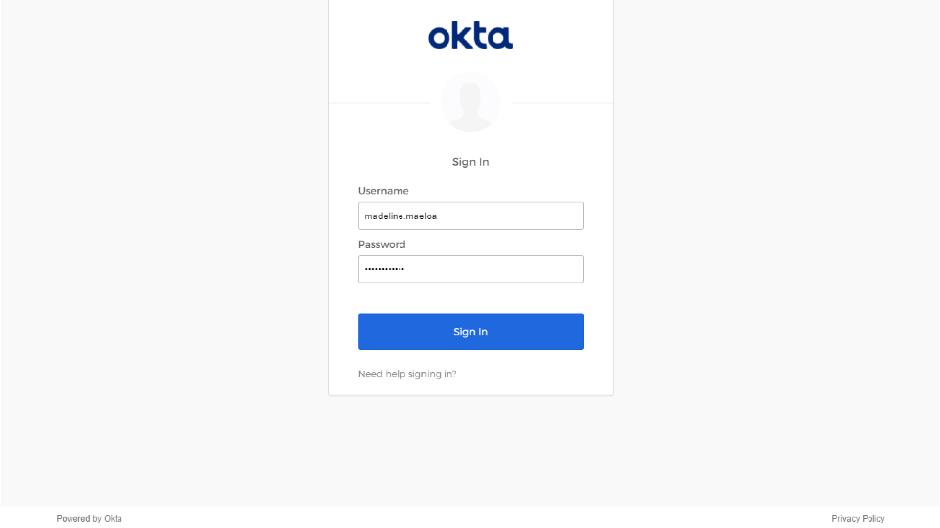 okta
Sign In
Username
madeline.maeloa
Password
Sign In
Need help signing in?
Powered by Okta
Privacy Policy